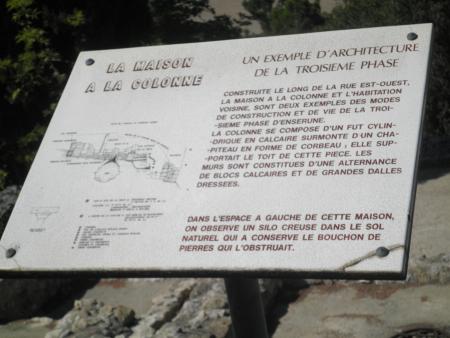 LA MAISON
A LA COLONNE
UN EXEMPLE D'ARCHITECTURE
DE LA TROISIEME PHASE
CONSTRUITE LE LONG DE LA RUE EST-OUEST,
LA MAISON A LA COLONNE ET L'HABITATION
VOISINE, SONT DEUX EXEMPLES DES MODES
DE CONSTRUCTION ET DE VIE DE LA TROI-
-SIEME PHASE D'ENSERUNE.
LA COLONNE SE COMPOSE D'UN FUT CYLIN-
-DRIQUE EN CALCAIRE SURMONTE D'UN CHA-
-PITEAU EN FORME DE CORBEAU ; ELLE SUP-
-PORTAIT LE TOIT DE CETTE PIECE. LES
MURS SONT CONSTITUES D'UNE ALTERNANCE
DE BLOCS CALCAIRES ET DE GRANDES DALLES
DRESSEES.
DANS L'ESPACE A GAUCHE DE CETTE MAISON,
ON OBSERVE UN SILO CREUSE DANS LE SOL
NATUREL QUI A CONSERVE LE BOUCHON DE
PIERRES QUI L'OBSTRUAIT.